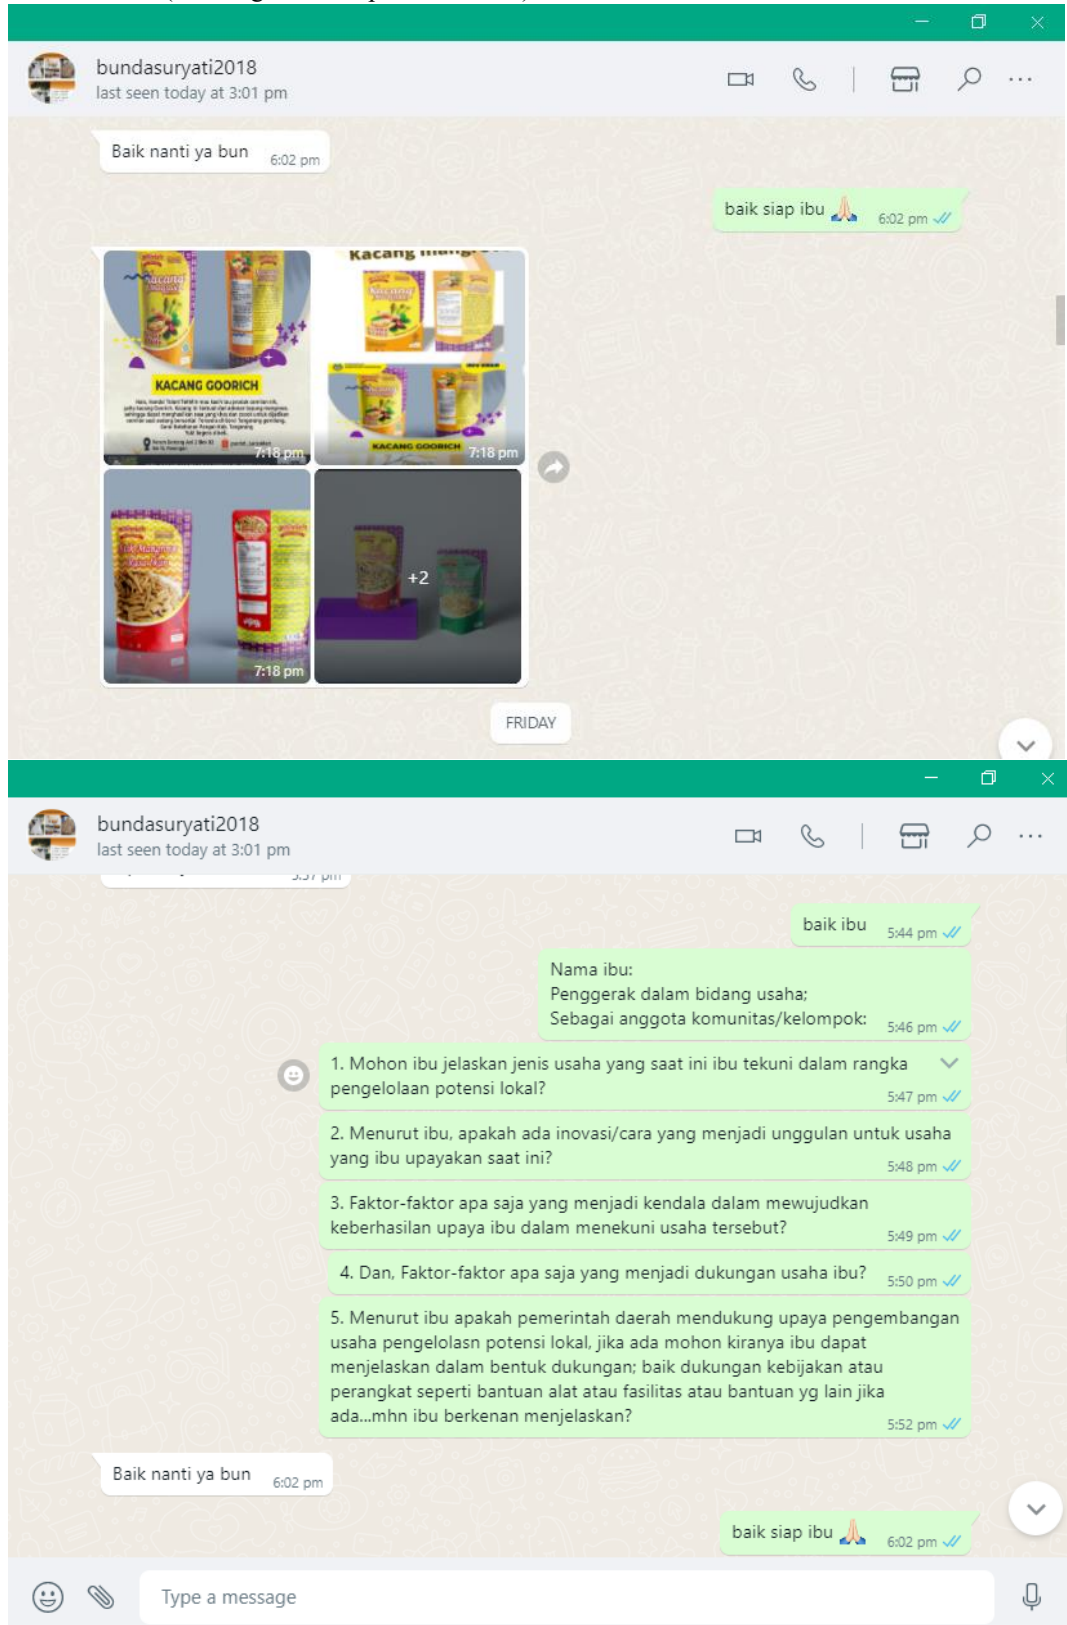 bundasuryati2018
last seen today at 3:01 pm
Baik nanti ya bun 6:02 pm
baik siap ibu 🙏🏻 6:02 pm
KACANG GOORICH
7:18 pm
KACANG GOORICH
7:18 pm
7:18 pm
+2
FRIDAY
bundasuryati2018
last seen today at 3:01 pm
baik ibu 5:44 pm
Nama ibu:
Penggerak dalam bidang usaha;
Sebagai anggota komunitas/kelompok: 5:46 pm
1. Mohon ibu jelaskan jenis usaha yang saat ini ibu tekuni dalam rangka
pengelolaan potensi lokal? 5:47 pm
2. Menurut ibu, apakah ada inovasi/cara yang menjadi unggulan untuk usaha
yang ibu upayakan saat ini? 5:48 pm
3. Faktor-faktor apa saja yang menjadi kendala dalam mewujudkan
keberhasilan upaya ibu dalam menekuni usaha tersebut? 5:49 pm
4. Dan, Faktor-faktor apa saja yang menjadi dukungan usaha ibu? 5:50 pm
5. Menurut ibu apakah pemerintah daerah mendukung upaya pengembangan
usaha pengelolasn potensi lokal, jika ada mohon kiranya ibu dapat
menjelaskan dalam bentuk dukungan; baik dukungan kebijakan atau
perangkat seperti bantuan alat atau fasilitas atau bantuan yg lain jika
ada...mhn ibu berkenan menjelaskan? 5:52 pm
Baik nanti ya bun 6:02 pm
baik siap ibu 🙏🏻 6:02 pm
Type a message